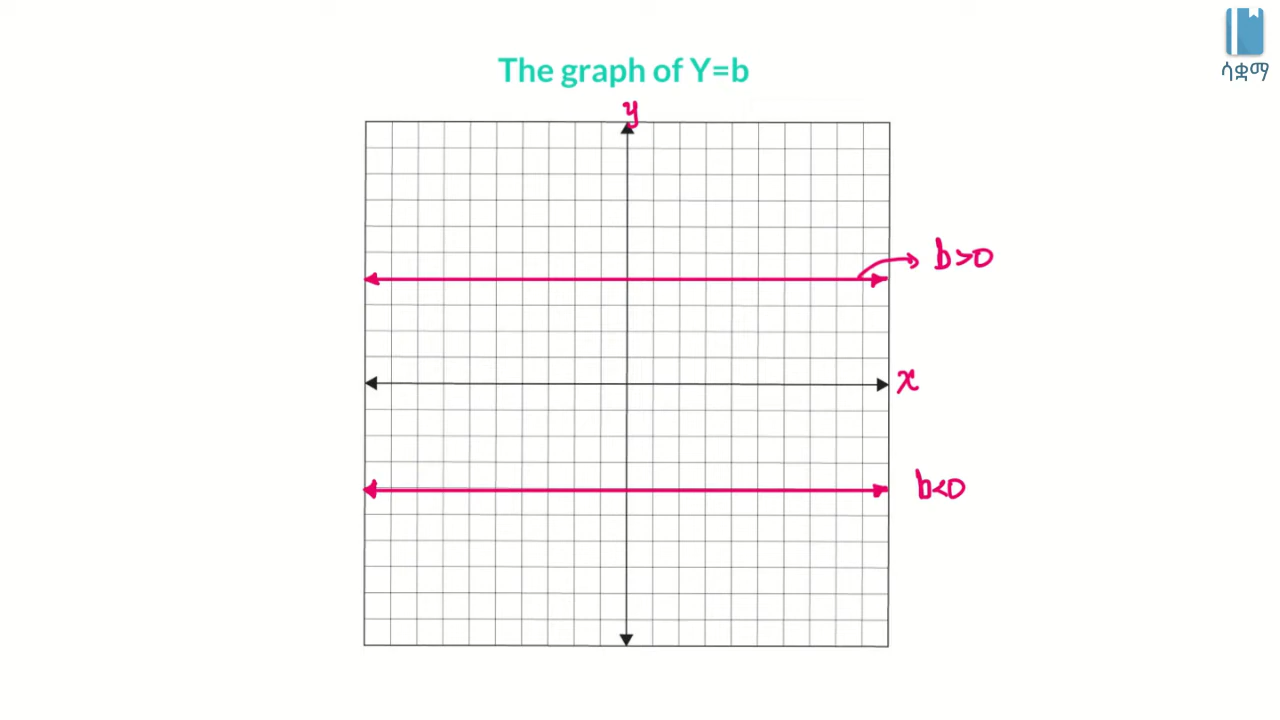 ሳቋማ
The graph of Y=b
y
b>0
x
b<0